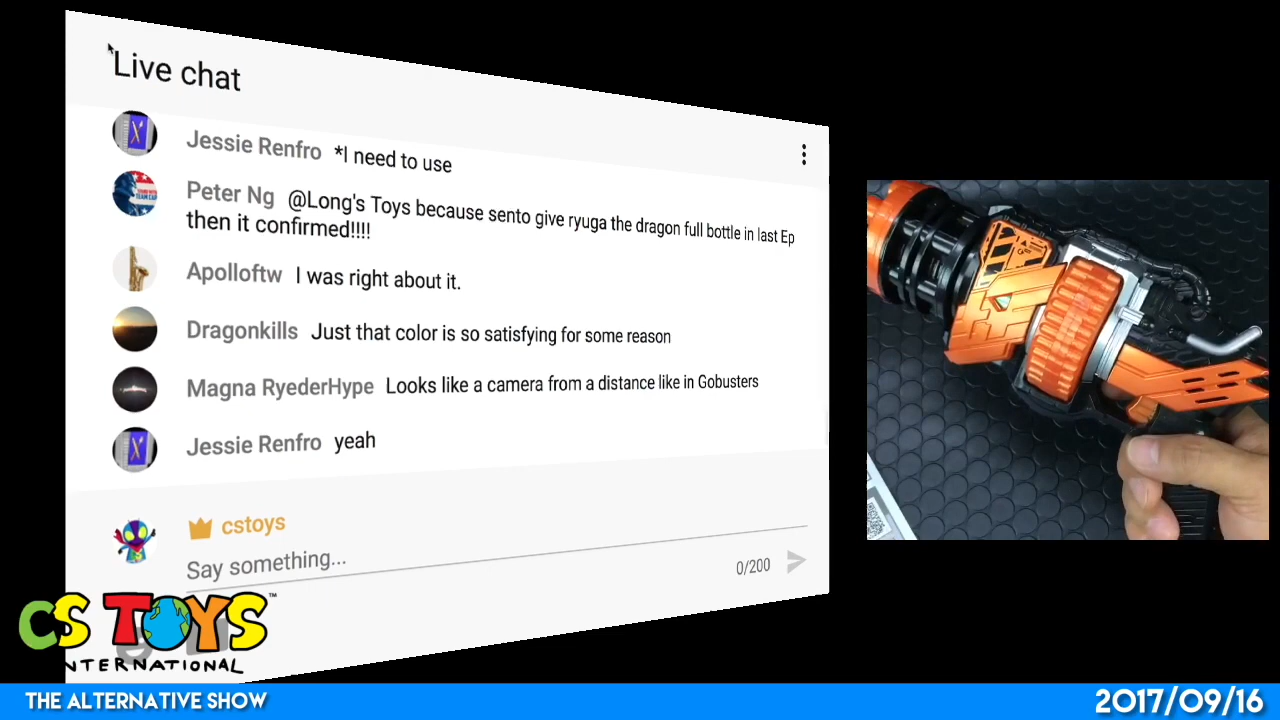 Live chat
Jessie Renfro *I need to use
Peter Ng @Long's Toys because sento give ryuga the dragon full bottle in last Ep
then it confirmed!!!!
Apolloftw I was right about it.
Dragonkills Just that color is so satisfying for some reason
Magna RyederHype Looks like a camera from a distance like in Gobusters
Jessie Renfro yeah
cstoys
Say something...
0/200
CS TOYS™
INTERNATIONAL
THE ALTERNATIVE SHOW
2017/09/16